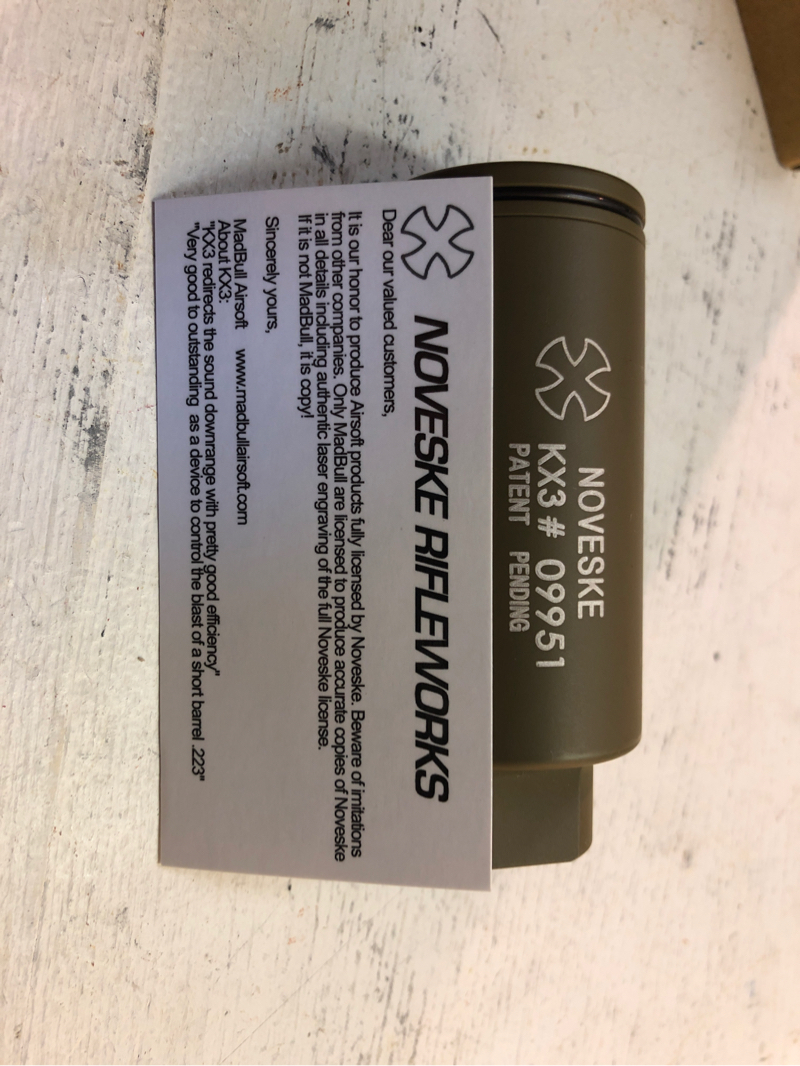 NOVESKE
KX3# 09951
PATENT PENDING
NOVESKE RIFLEWORKS
Dear our valued customers,
It is our honor to produce Airsoft products fully licensed by Noveske. Beware of imitations
from other companies. Only MadBull are licensed to produce accurate copies of Noveske
in all details including authentic laser engraving of the full Noveske license.
If it is not MadBull, it is copy!
Sincerely yours,
MadBull Airsoft www.madbullairsoft.com
About KX3:
"KX3 redirects the sound downrange with pretty good efficiency"
"Very good to outstanding as a device to control the blast of a short barrel .223"